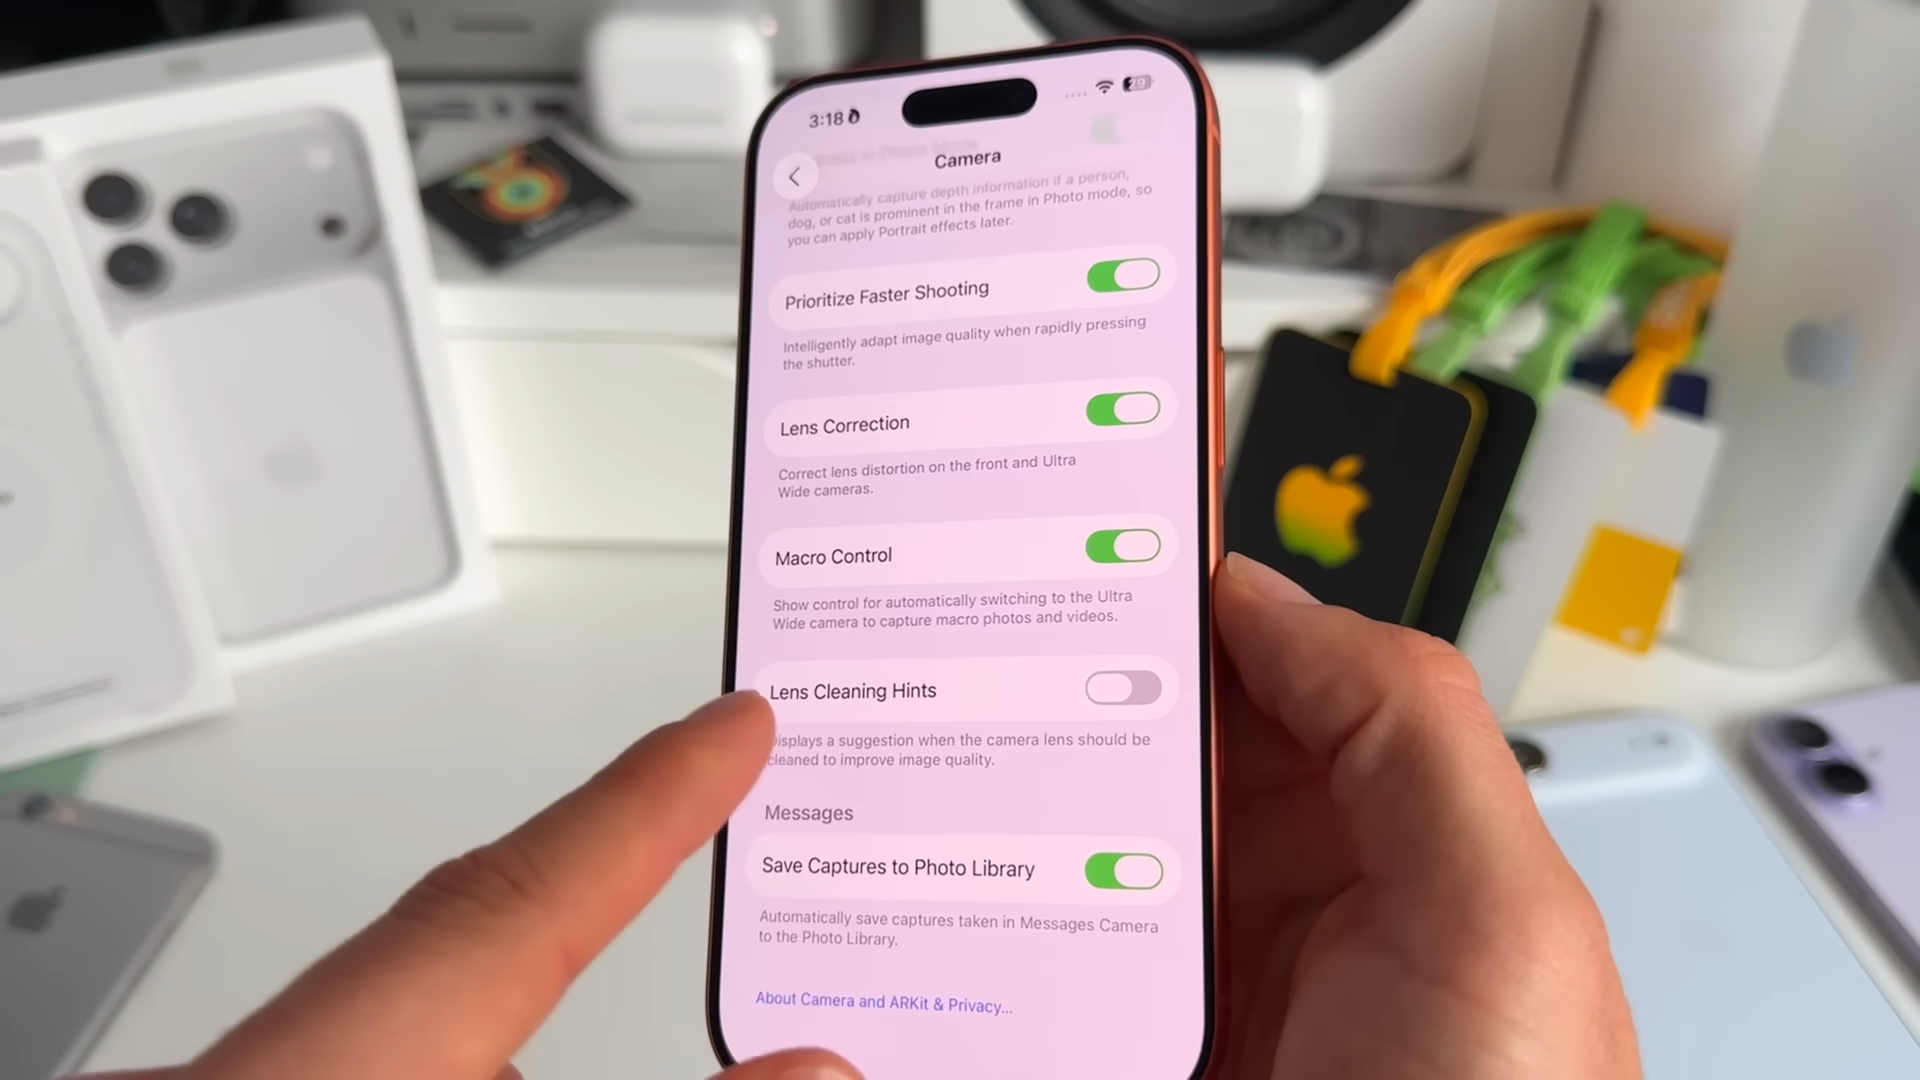 3:18
29
Camera
Automatically capture depth information if a person,
dog, or cat is prominent in the frame in Photo mode, so
you can apply Portrait effects later.
Prioritize Faster Shooting
Intelligently adapt image quality when rapidly pressing
the shutter.
Lens Correction
Correct lens distortion on the front and Ultra
Wide cameras.
Macro Control
Show control for automatically switching to the Ultra
Wide camera to capture macro photos and videos.
Lens Cleaning Hints
isplays a suggestion when the camera lens should be
cleaned to improve image quality.
Messages
Save Captures to Photo Library
Automatically save captures taken in Messages Camera
to the Photo Library.
About Camera and ARKit & Privacy...